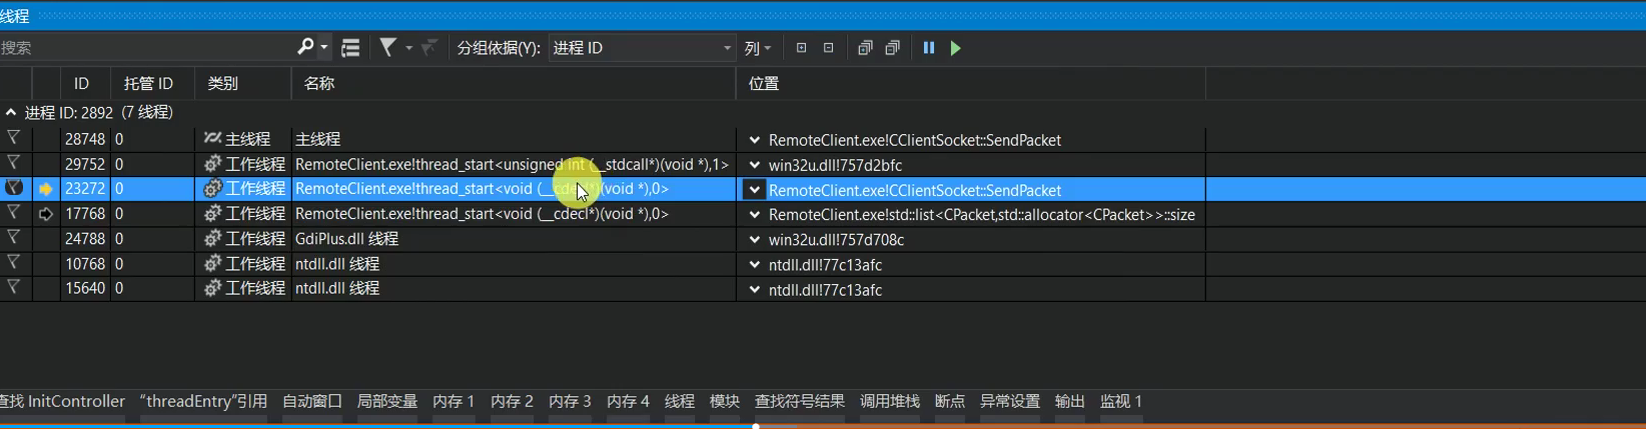 线程
搜索 分组依据(Y): 进程 ID 列
ID 托管 ID 类别 名称 位置
进程 ID: 2892 (7 线程)
28748 0 主线程 主线程 RemoteClient.exe!CClientSocket::SendPacket
29752 0 工作线程 RemoteClient.exe!thread_start<unsigned int (__stdcall*)(void *),1> win32u.dll!757d2bfc
23272 0 工作线程 RemoteClient.exe!thread_start<void (__cdecl*)(void *),0> RemoteClient.exe!CClientSocket::SendPacket
17768 0 工作线程 RemoteClient.exe!thread_start<void (__cdecl*)(void *),0> RemoteClient.exe!std::list<CPacket,std::allocator<CPacket>>::size
24788 0 工作线程 GdiPlus.dll 线程 win32u.dll!757d708c
10768 0 工作线程 ntdll.dll 线程 ntdll.dll!77c13afc
15640 0 工作线程 ntdll.dll 线程 ntdll.dll!77c13afc
查找 InitController "threadEntry"引用 自动窗口 局部变量 内存 1 内存 2 内存 3 内存 4 线程 模块 查找符号结果 调用堆栈 断点 异常设置 输出 监视 1